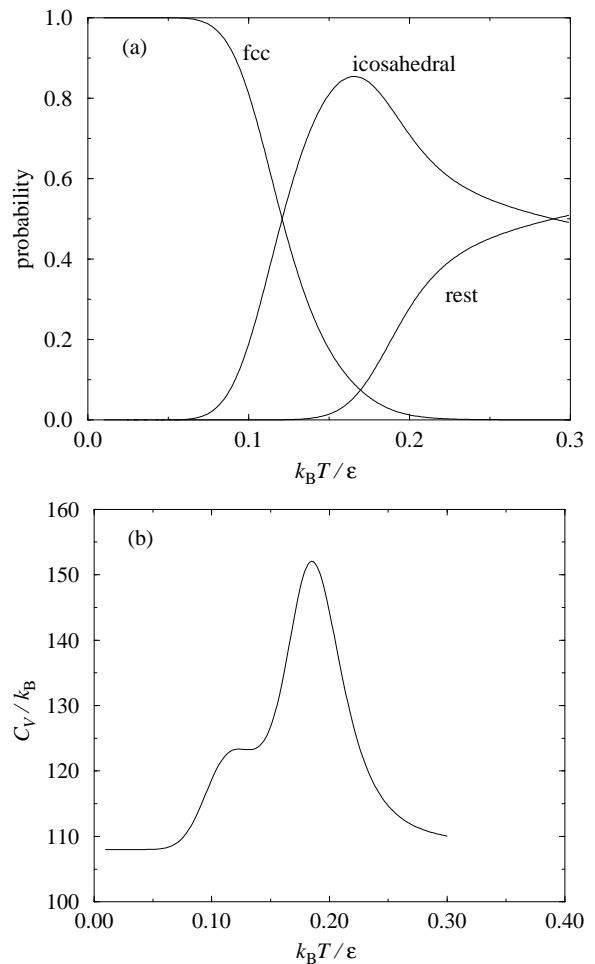 1.0
(a)
fcc
icosahedral
0.8
0.6
probability
0.4
rest
0.2
0.0
0.0 0.1 0.2 0.3
k_B T / ε
160
(b)
150
140
130
C_V / k_B
120
110
100
0.00 0.10 0.20 0.30 0.40
k_B T / ε